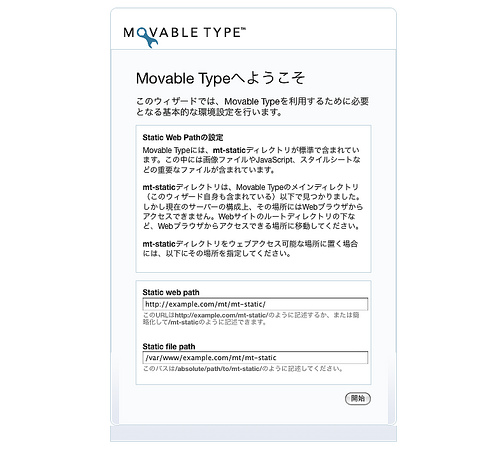 MOVABLE TYPE™
Movable Typeへようこそ
このウィザードでは、Movable Typeを利用するために必要
となる基本的な環境設定を行います。
Static Web Pathの設定
Movable Typeには、mt-staticディレクトリが標準で含まれてい
ます。この中には画像ファイルやJavaScript、スタイルシートな
どの重要なファイルが含まれています。
mt-staticディレクトリは、Movable Typeのメインディレクトリ
（このウィザード自身も含まれている）以下で見つかりました。
しかし現在のサーバーの構成上、その場所にはWebブラウザから
アクセスできません。Webサイトのルートディレクトリの下な
ど、Webブラウザからアクセスできる場所に移動してください。
mt-staticディレクトリをウェブアクセス可能な場所に置く場合
には、以下にその場所を指定してください。
Static web path
http://example.com/mt/mt-static/
このURLはhttp://example.com/mt-static/のように記述するか、または簡
略化して/mt-staticのように記述できます。
Static file path
/var/www/example.com/mt/mt-static
このパスは/absolute/path/to/mt-static/のように記述してください。
開始